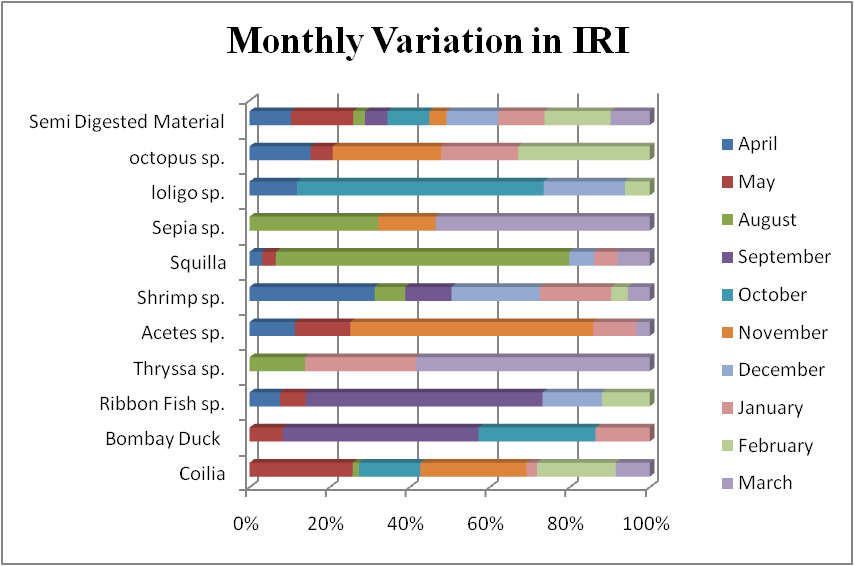 Monthly Variation in IRI
Semi Digested Material
octopus sp.
loligo sp.
Sepia sp.
Squilla
Shrimp sp.
Acetes sp.
Thryssa sp.
Ribbon Fish sp.
Bombay Duck
Coilia
0% 20% 40% 60% 80% 100%
April
May
August
September
October
November
December
January
February
March